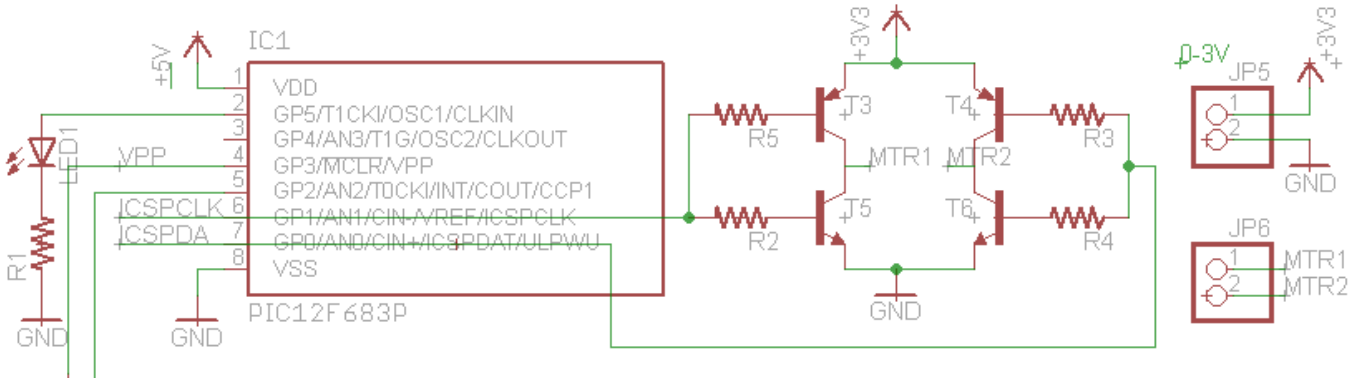 +5V
IC1
1 VDD
2 GP5/T1CKI/OSC1/CLKIN
3 GP4/AN3/T1G/OSC2/CLKOUT
4 GP3/MCLR/VPP
5 GP2/AN2/T0CKI/INT/COUT/CCP1
6 GP1/AN1/CIN-/VREF/ICSPCLK
7 GP0/AN0/CIN+/ICSPDAT/ULPWU
8 VSS
PIC12F683P
LED1
VPP
ICSPCLK
ICSPDA
R1
GND
GND
+3V3
T3
T4
R5
R3
MTR1
MTR2
T5
T6
R2
R4
GND
0-3V
+3V3
JP5
1
2
GND
JP6
1 MTR1
2 MTR2